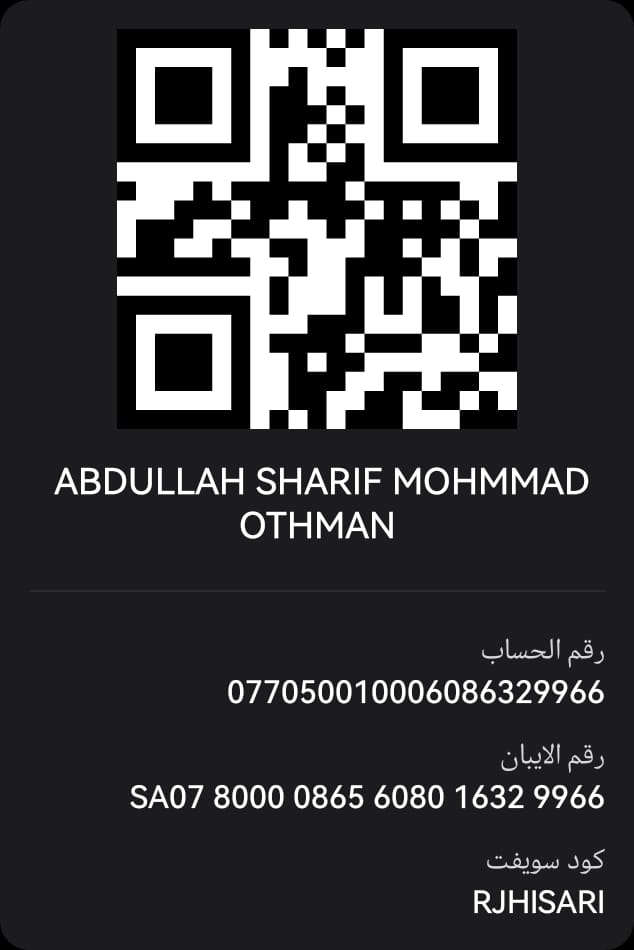 ABDULLAH SHARIF MOHMMAD
OTHMAN
رقم الحساب
077050010006086329966
رقم الايبان
SA07 8000 0865 6080 1632 9966
كود سويفت
RJHISARI